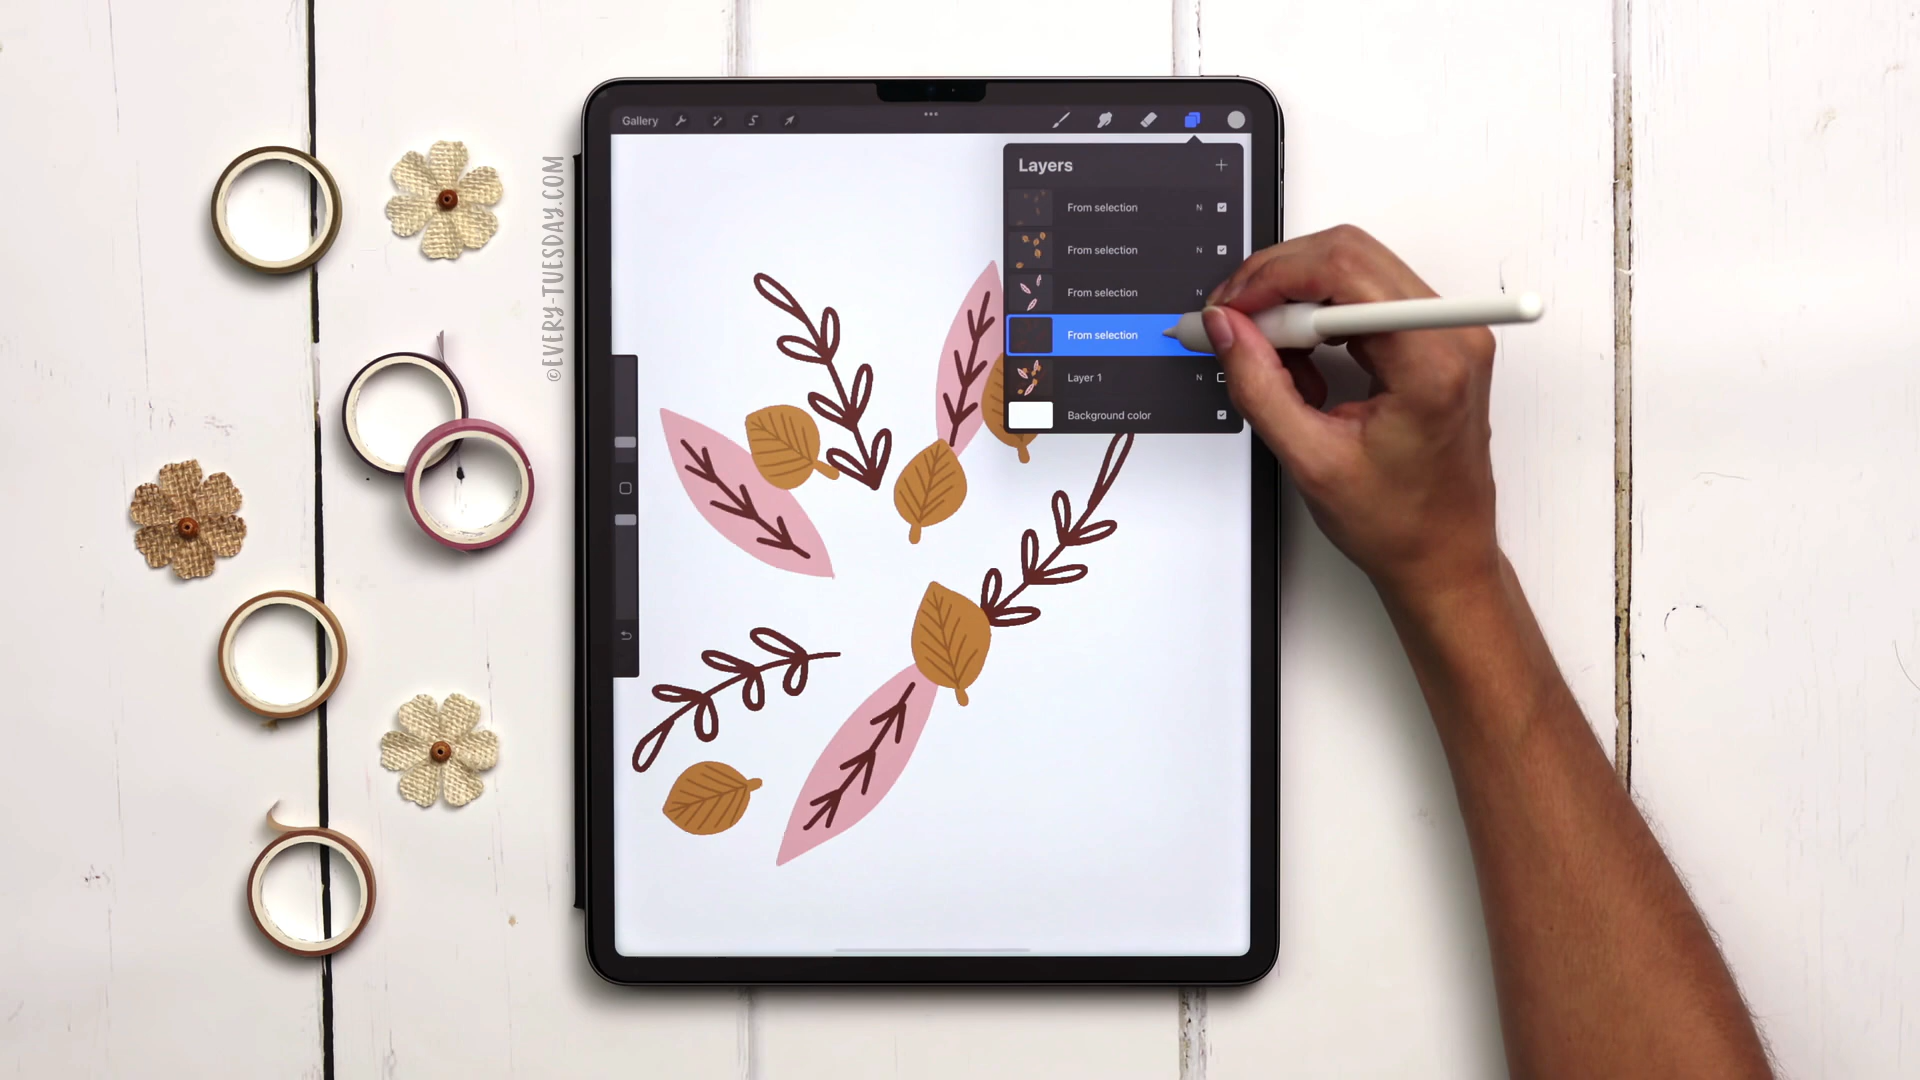 ©EVERY-TUESDAY.COM
Gallery
Layers
From selection N
From selection N
From selection N
From selection
Layer 1 N
Background color